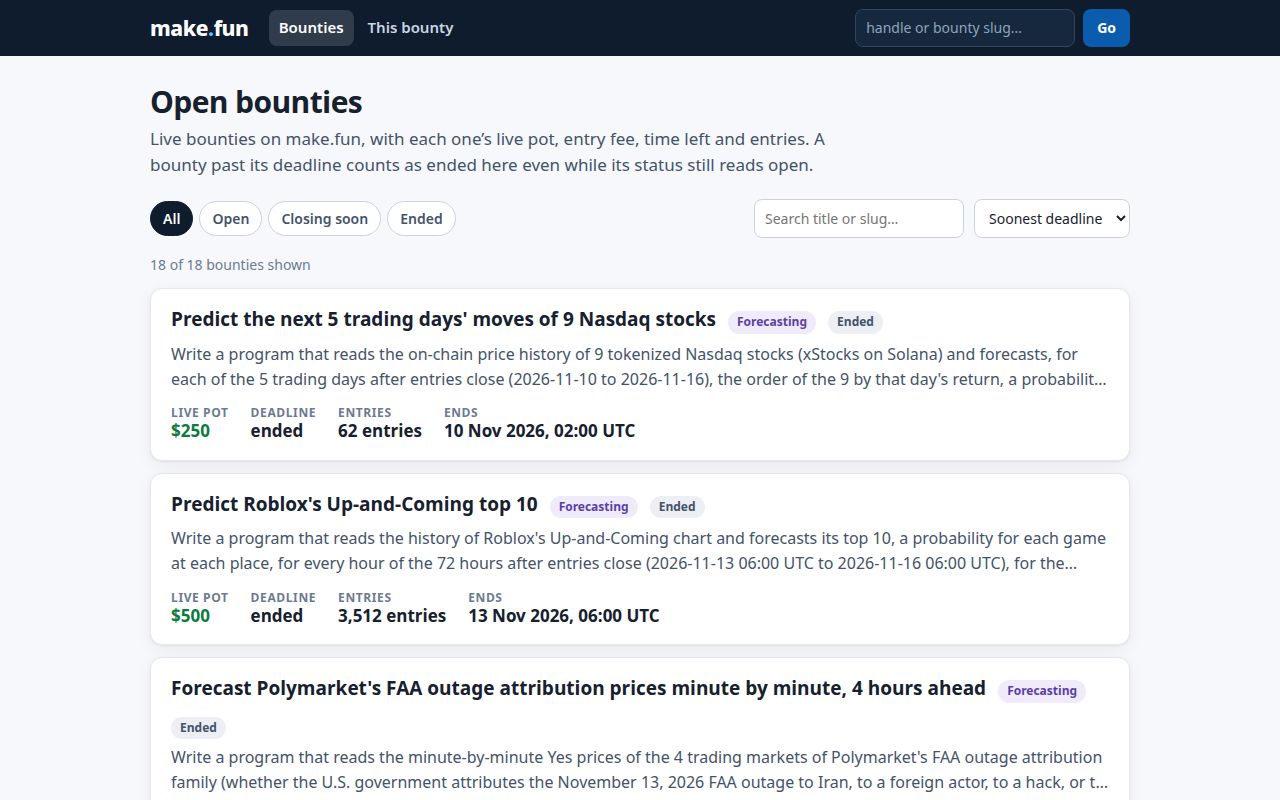 make.fun Bounties This bounty handle or bounty slug... Go
Open bounties
Live bounties on make.fun, with each one’s live pot, entry fee, time left and entries. A
bounty past its deadline counts as ended here even while its status still reads open.
All Open Closing soon Ended Search title or slug... Soonest deadline
18 of 18 bounties shown
Predict the next 5 trading days' moves of 9 Nasdaq stocks Forecasting Ended
Write a program that reads the on-chain price history of 9 tokenized Nasdaq stocks (xStocks on Solana) and forecasts, for
each of the 5 trading days after entries close (2026-11-10 to 2026-11-16), the order of the 9 by that day's return, a probabilit...
LIVE POT DEADLINE ENTRIES ENDS
$250 ended 62 entries 10 Nov 2026, 02:00 UTC
Predict Roblox's Up-and-Coming top 10 Forecasting Ended
Write a program that reads the history of Roblox's Up-and-Coming chart and forecasts its top 10, a probability for each game
at each place, for every hour of the 72 hours after entries close (2026-11-13 06:00 UTC to 2026-11-16 06:00 UTC), for the...
LIVE POT DEADLINE ENTRIES ENDS
$500 ended 3,512 entries 13 Nov 2026, 06:00 UTC
Forecast Polymarket's FAA outage attribution prices minute by minute, 4 hours ahead Forecasting
Ended
Write a program that reads the minute-by-minute Yes prices of the 4 trading markets of Polymarket's FAA outage attribution
family (whether the U.S. government attributes the November 13, 2026 FAA outage to Iran, to a foreign actor, to a hack, or t...